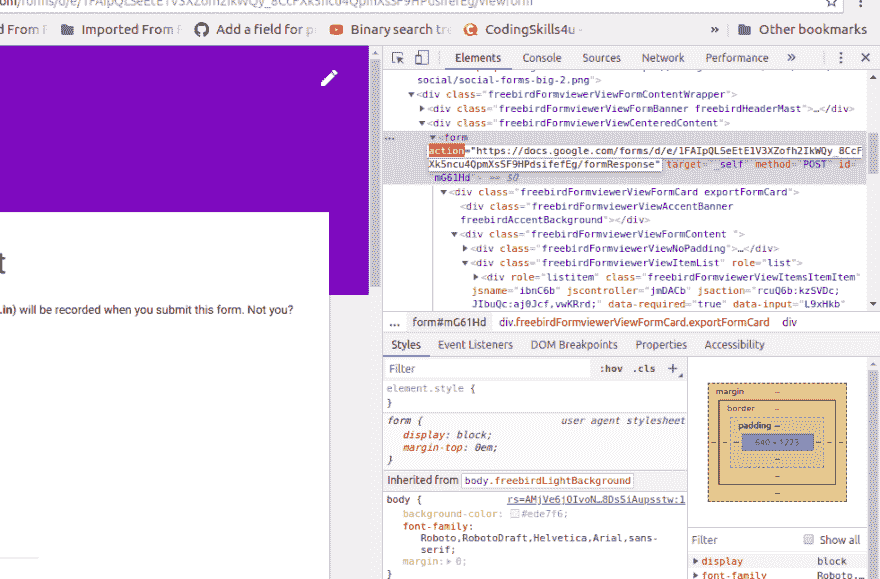 om/forms/d/e/1FAIpQLSeEtE1V3XZofh2IkWQy_8CcFXk5ncu4QpmXsSF9HPdsifefEg/viewform
From F Imported From F Add a field for p Binary search tre CodingSkills4u - » Other bookmarks
Elements Console Sources Network Performance »
social/social-forms-big-2.png">
▼<div class="freebirdFormviewerViewFormContentWrapper">
▶<div class="freebirdFormviewerViewFormBanner freebirdHeaderMast">…</div>
▼<div class="freebirdFormviewerViewCenteredContent">
… ▼<form
action="https://docs.google.com/forms/d/e/1FAIpQLSeEtE1V3XZofh2IkWQy_8CcF
Xk5ncu4QpmXsSF9HPdsifefEg/formResponse" target="_self" method="POST" id=
"mG61Hd"> == $0
▼<div class="freebirdFormviewerViewFormCard exportFormCard">
<div class="freebirdFormviewerViewAccentBanner
freebirdAccentBackground"></div>
▼<div class="freebirdFormviewerViewFormContent ">
▶<div class="freebirdFormviewerViewNoPadding">…</div>
▼<div class="freebirdFormviewerViewItemList" role="list">
▶<div role="listitem" class="freebirdFormviewerViewItemsItemItem"
jsname="ibnC6b" jscontroller="jmDACb" jsaction="rcuQ6b:kzSVDc;
JIbuQc:aj0Jcf,vwKRrd;" data-required="true" data-input="L9xHkb"
t
.in) will be recorded when you submit this form. Not you?
… form#mG61Hd div.freebirdFormviewerViewFormCard.exportFormCard div
Styles Event Listeners DOM Breakpoints Properties Accessibility
Filter :hov .cls +
element.style {
}
form { user agent stylesheet
display: block;
margin-top: 0em;
}
Inherited from body.freebirdLightBackground
body { rs=AMjVe6jOIvoN…8DsSiAupsstw:1
background-color: #ede7f6;
font-family:
Roboto,RobotoDraft,Helvetica,Arial,sans-
serif;
margin:▶ 0;
}
margin –
border –
padding –
– –
640 × 1273
–
–
–
Filter Show all
▶ display block
▶ font-family Roboto,…